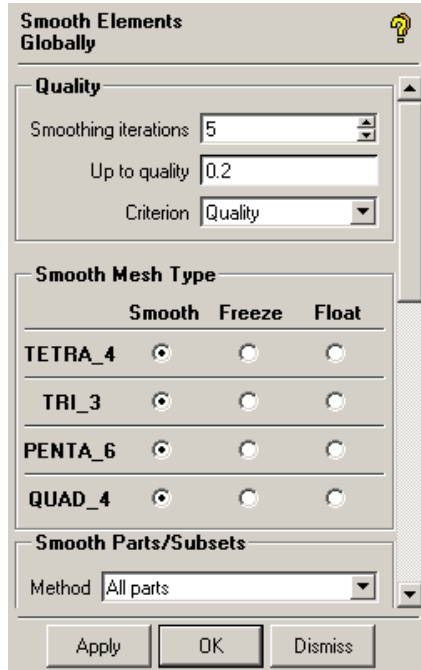 Smooth Elements
Globally
Quality
Smoothing iterations 5
Up to quality 0.2
Criterion Quality
Smooth Mesh Type
Smooth Freeze Float
TETRA_4
TRI_3
PENTA_6
QUAD_4
Smooth Parts/Subsets
Method All parts
Apply OK Dismiss